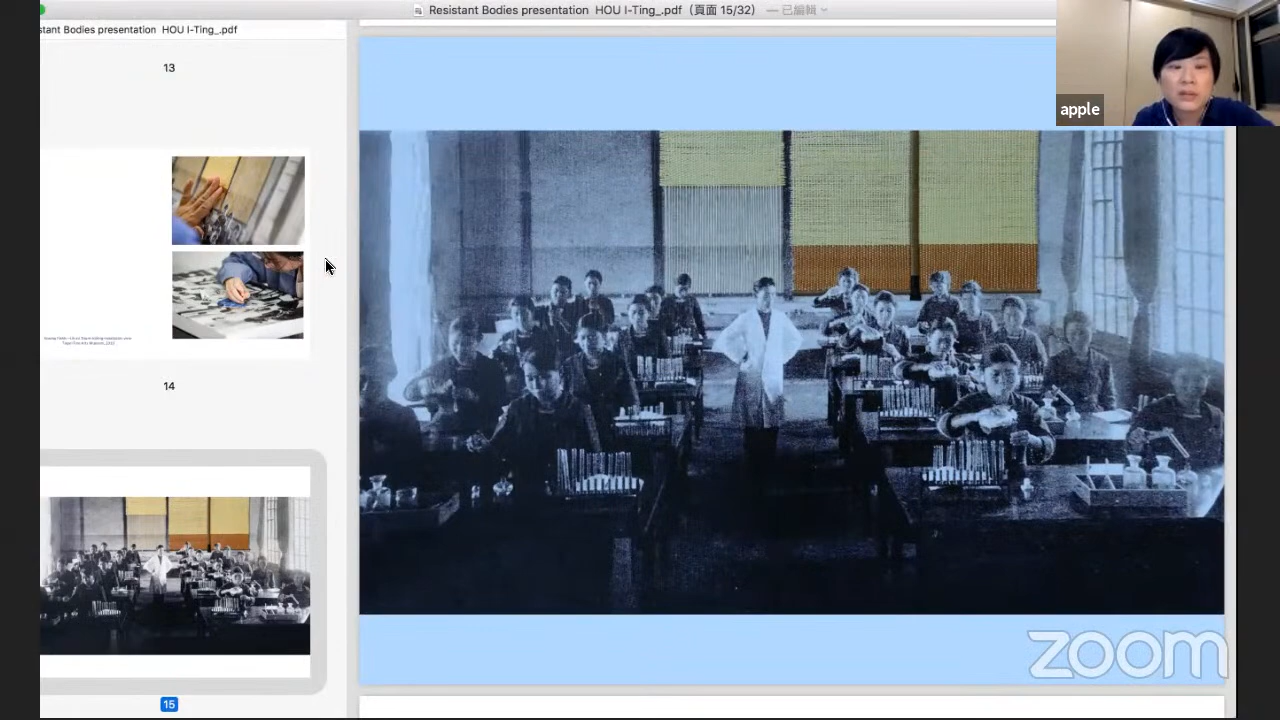 Resistant Bodies presentation HOU I-Ting_.pdf（頁面 15/32） — 已編輯
stant Bodies presentation HOU I-Ting_.pdf
apple
13
14
15
zoom